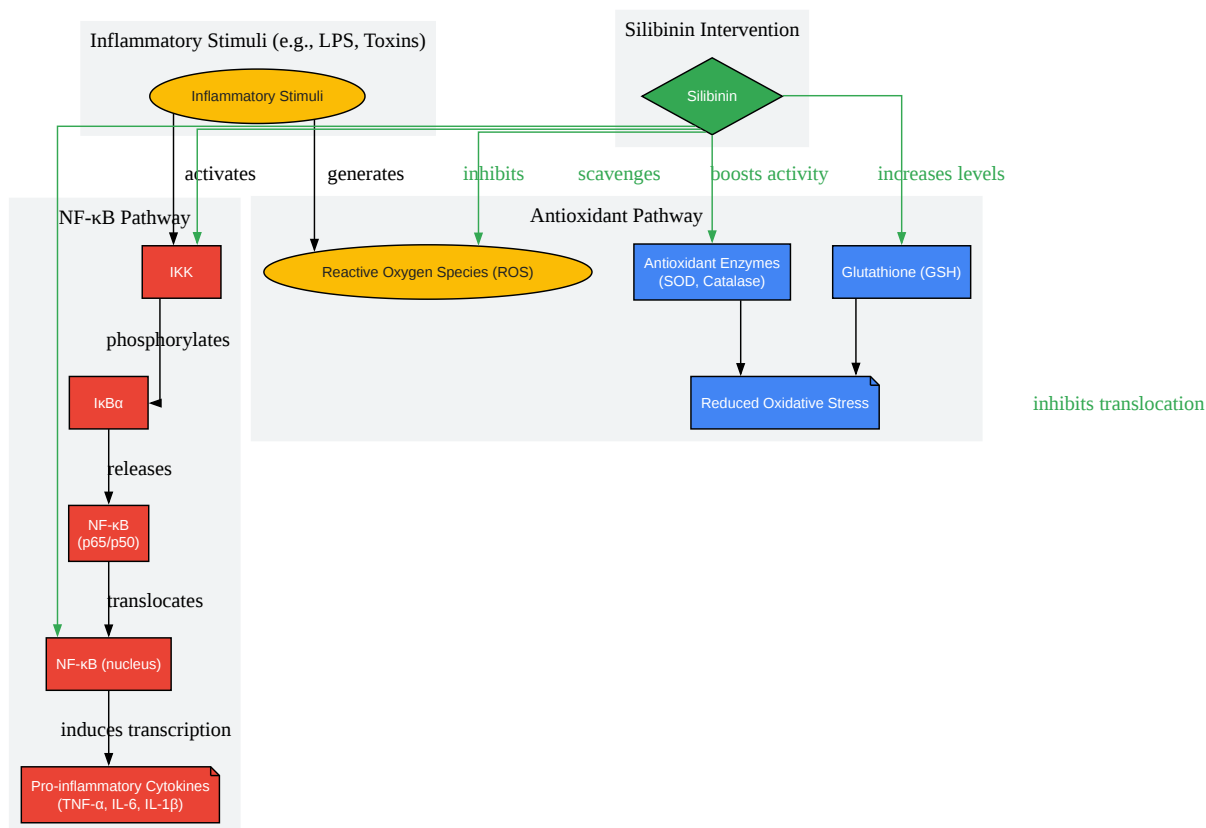 Inflammatory Stimuli (e.g., LPS, Toxins)
Silibinin Intervention
Inflammatory Stimuli
Silibinin
activates
generates
inhibits
scavenges
boosts activity
increases levels
NF-κB Pathway
Antioxidant Pathway
IKK
Reactive Oxygen Species (ROS)
Antioxidant Enzymes
(SOD, Catalase)
Glutathione (GSH)
phosphorylates
IκBα
Reduced Oxidative Stress
inhibits translocation
releases
NF-κB
(p65/p50)
translocates
NF-κB (nucleus)
induces transcription
Pro-inflammatory Cytokines
(TNF-α, IL-6, IL-1β)